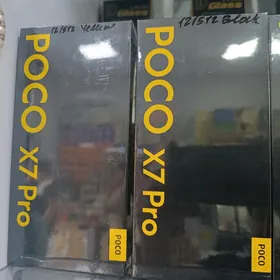 12/512 Yellow
12/512 Black
Glass
POCO X7 Pro
POCO X7 Pro
POCO
POCO